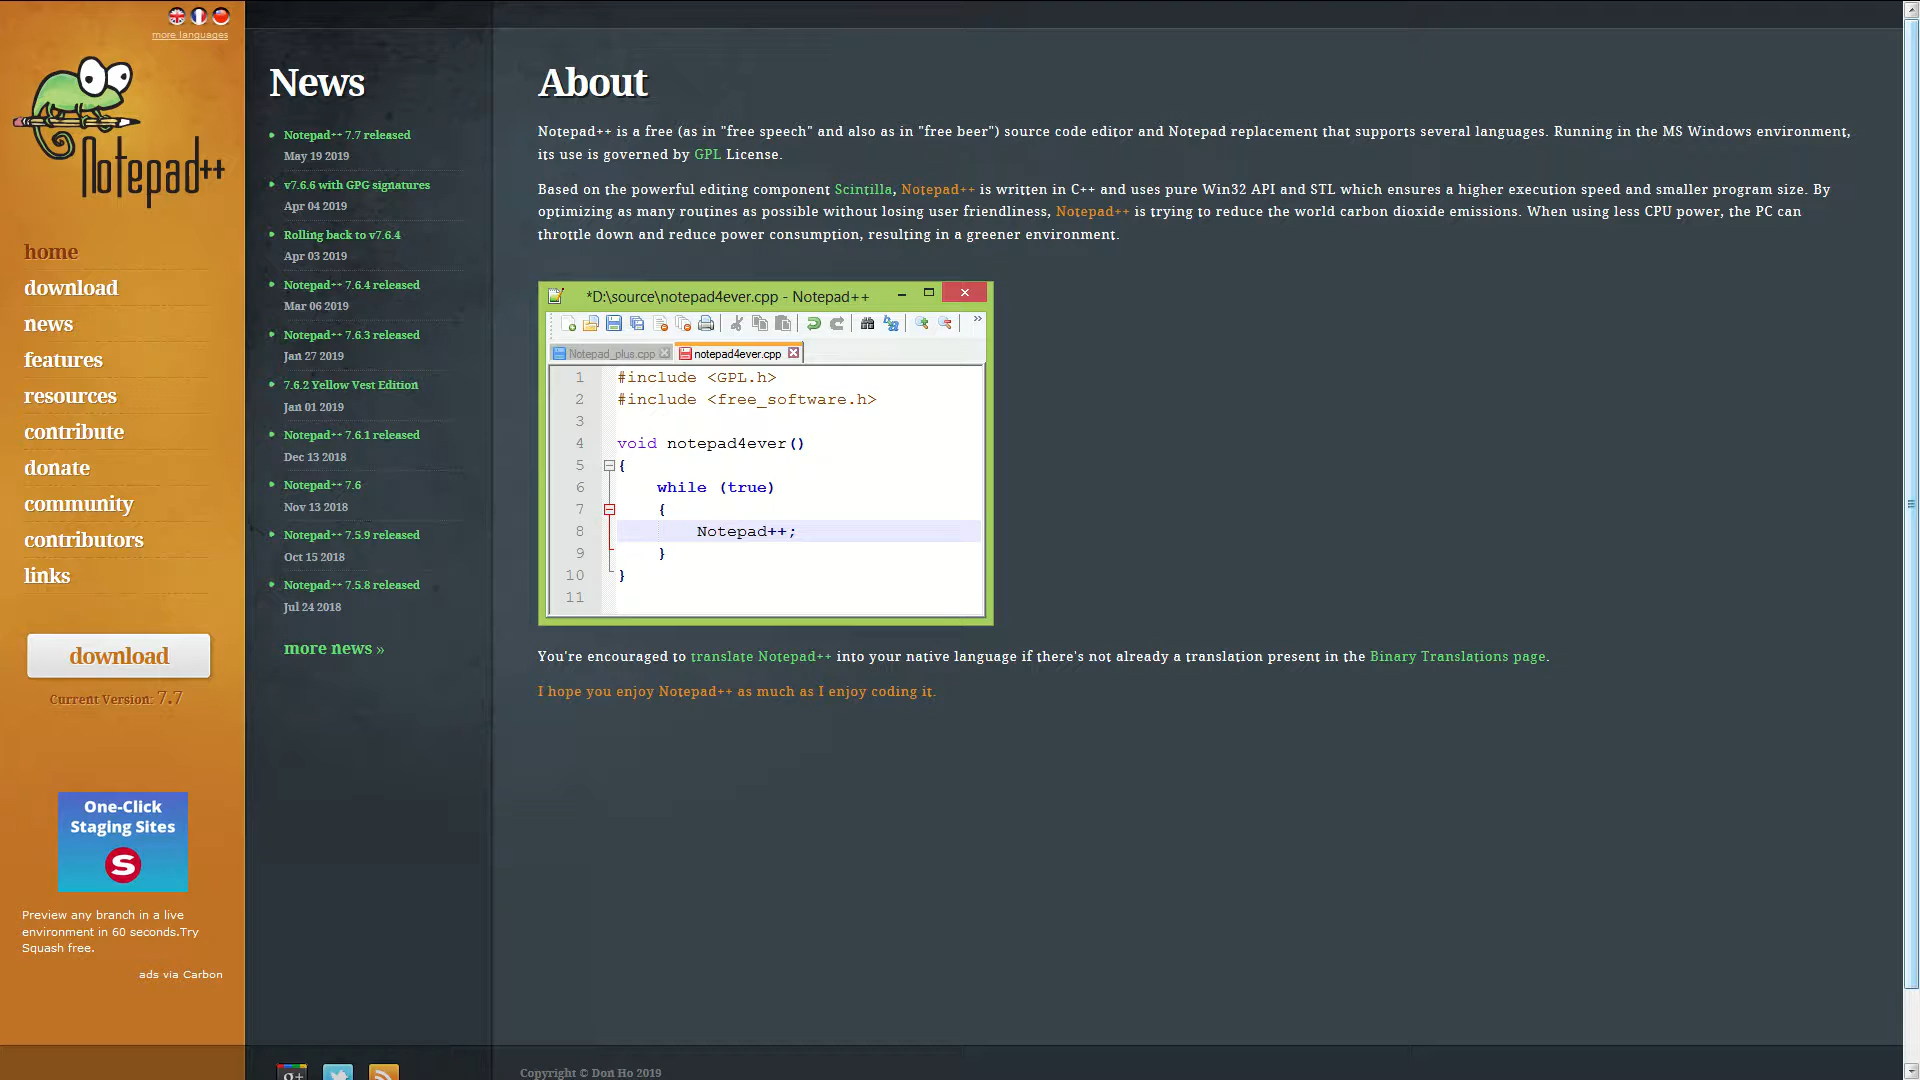 more languages
Notepad++
home
download
news
features
resources
contribute
donate
community
contributors
links
download
Current Version: 7.7
One-Click
Staging Sites
S
Preview any branch in a live
environment in 60 seconds.Try
Squash free.
ads via Carbon
News
Notepad++ 7.7 released
May 19 2019
v7.6.6 with GPG signatures
Apr 04 2019
Rolling back to v7.6.4
Apr 03 2019
Notepad++ 7.6.4 released
Mar 06 2019
Notepad++ 7.6.3 released
Jan 27 2019
7.6.2 Yellow Vest Edition
Jan 01 2019
Notepad++ 7.6.1 released
Dec 13 2018
Notepad++ 7.6
Nov 13 2018
Notepad++ 7.5.9 released
Oct 15 2018
Notepad++ 7.5.8 released
Jul 24 2018
more news »
About
Notepad++ is a free (as in "free speech" and also as in "free beer") source code editor and Notepad replacement that supports several languages. Running in the MS Windows environment,
its use is governed by GPL License.
Based on the powerful editing component Scintilla, Notepad++ is written in C++ and uses pure Win32 API and STL which ensures a higher execution speed and smaller program size. By
optimizing as many routines as possible without losing user friendliness, Notepad++ is trying to reduce the world carbon dioxide emissions. When using less CPU power, the PC can
throttle down and reduce power consumption, resulting in a greener environment.
*D:\source\notepad4ever.cpp - Notepad++
Notepad_plus.cpp notepad4ever.cpp
1 #include <GPL.h>
2 #include <free_software.h>
3
4 void notepad4ever()
5 {
6 while (true)
7 {
8 Notepad++;
9 }
10 }
11
You're encouraged to translate Notepad++ into your native language if there's not already a translation present in the Binary Translations page.
I hope you enjoy Notepad++ as much as I enjoy coding it.
g+
Copyright © Don Ho 2019